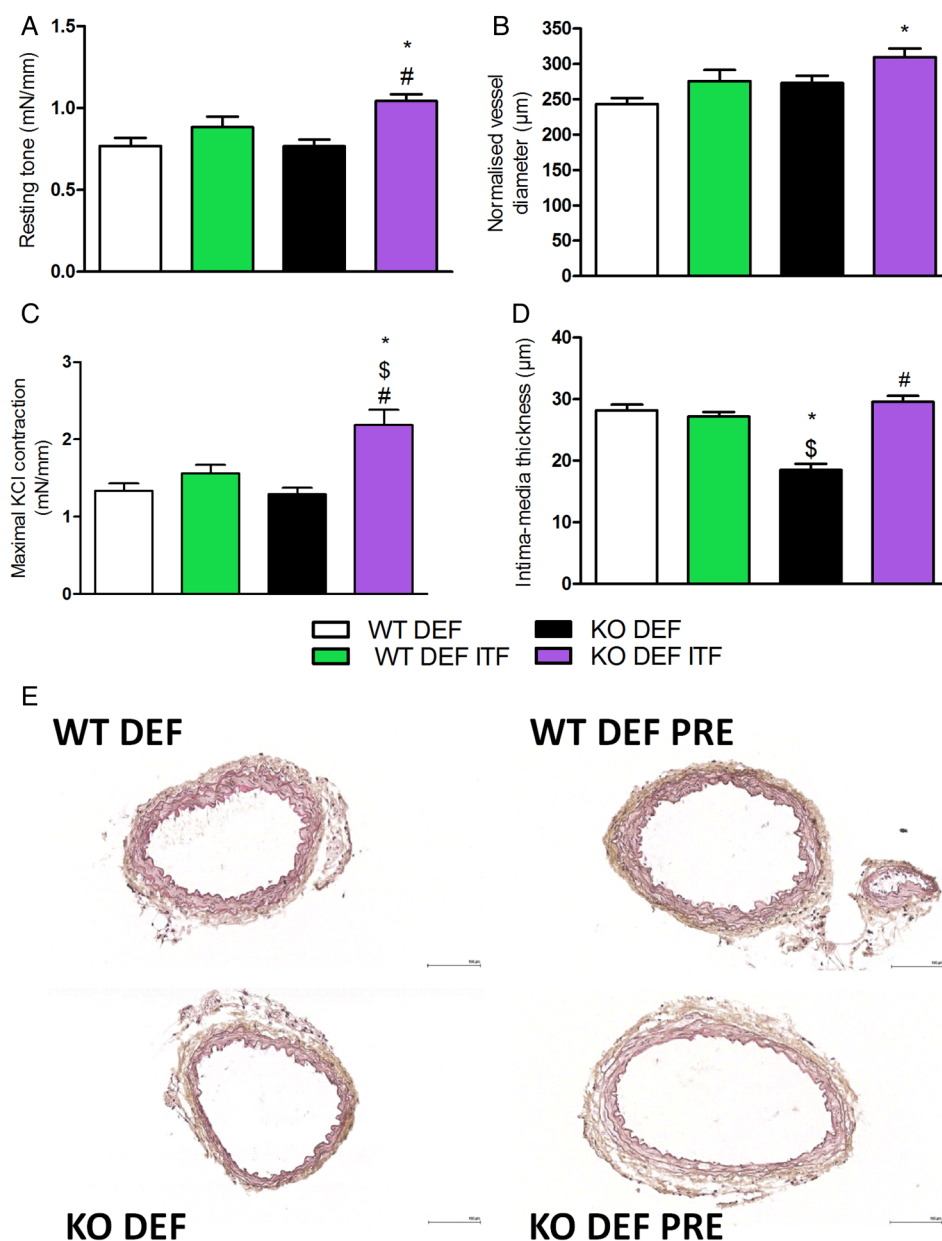 A
Resting tone (mN/mm)
1.5
1.0
0.5
0.0
*
#
B
Normalised vessel
diameter (µm)
350
300
250
200
150
100
50
0
*
C
Maximal KCl contraction
(mN/mm)
3
2
1
0
*
$
#
D
Intima-media thickness (µm)
40
30
20
10
0
*
$
#
WT DEF
KO DEF
WT DEF ITF
KO DEF ITF
E
WT DEF
WT DEF PRE
KO DEF
KO DEF PRE